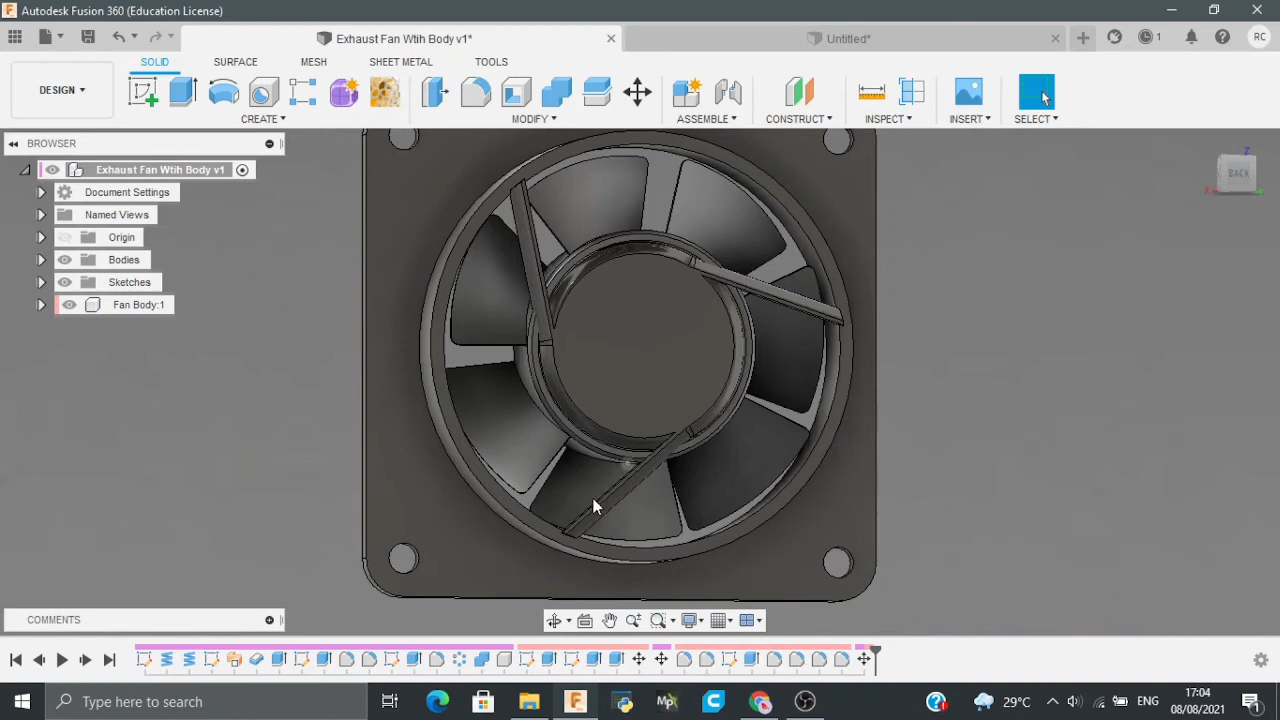 Autodesk Fusion 360 (Education License)
Exhaust Fan Wtih Body v1*
Untitled*
1
RC
DESIGN
SOLID
SURFACE
MESH
SHEET METAL
TOOLS
CREATE
MODIFY
ASSEMBLE
CONSTRUCT
INSPECT
INSERT
SELECT
BROWSER
Exhaust Fan Wtih Body v1
Document Settings
Named Views
Origin
Bodies
Sketches
Fan Body:1
Z
BACK
X
COMMENTS
Type here to search
29°C
ENG
17:04
08/08/2021
1